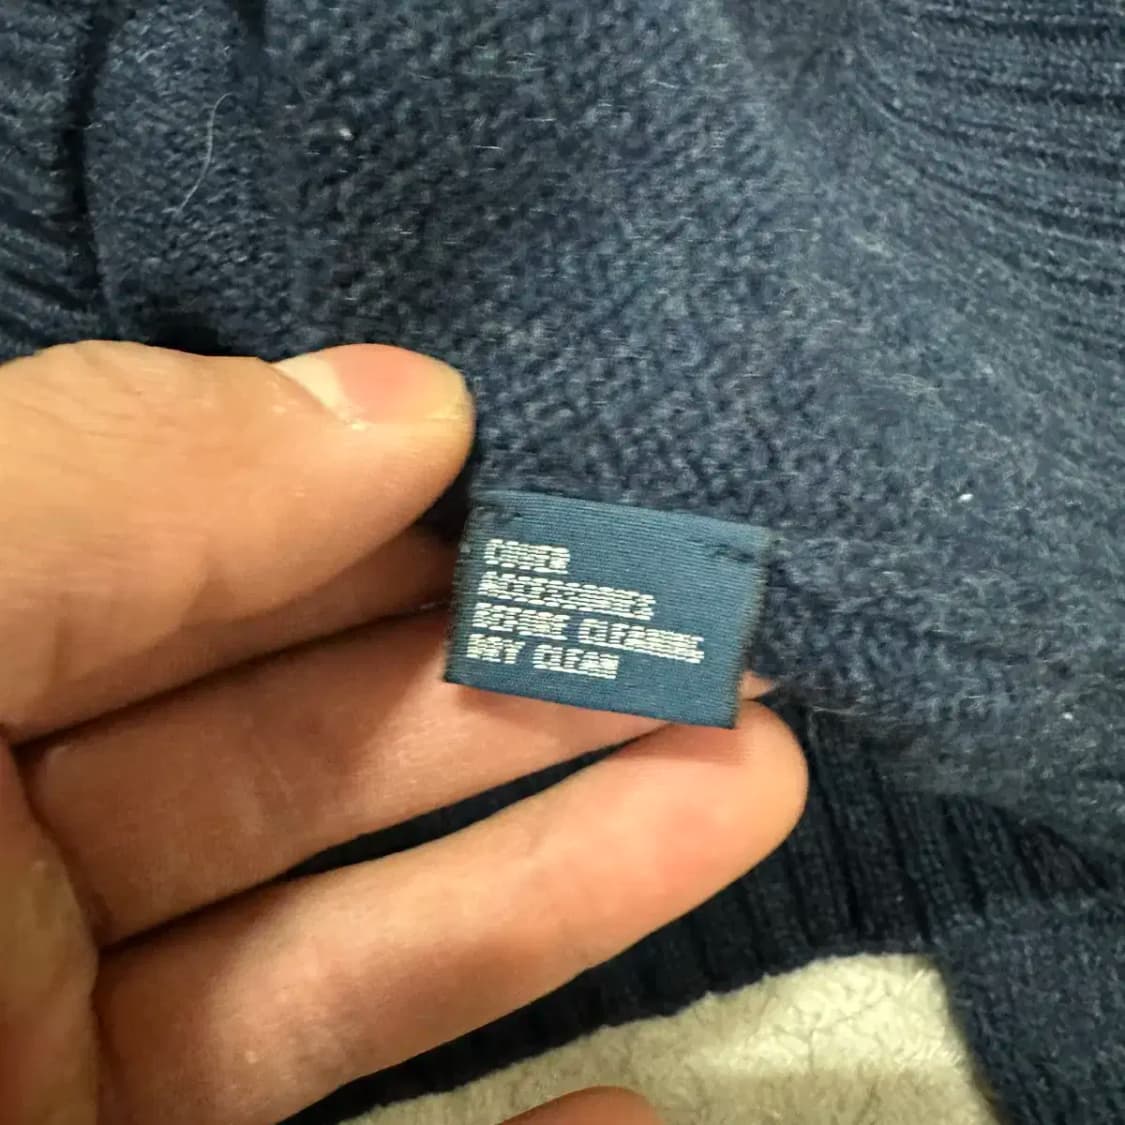 COVER
ACCESSORIES
BEFORE CLEANING
DRY CLEAN